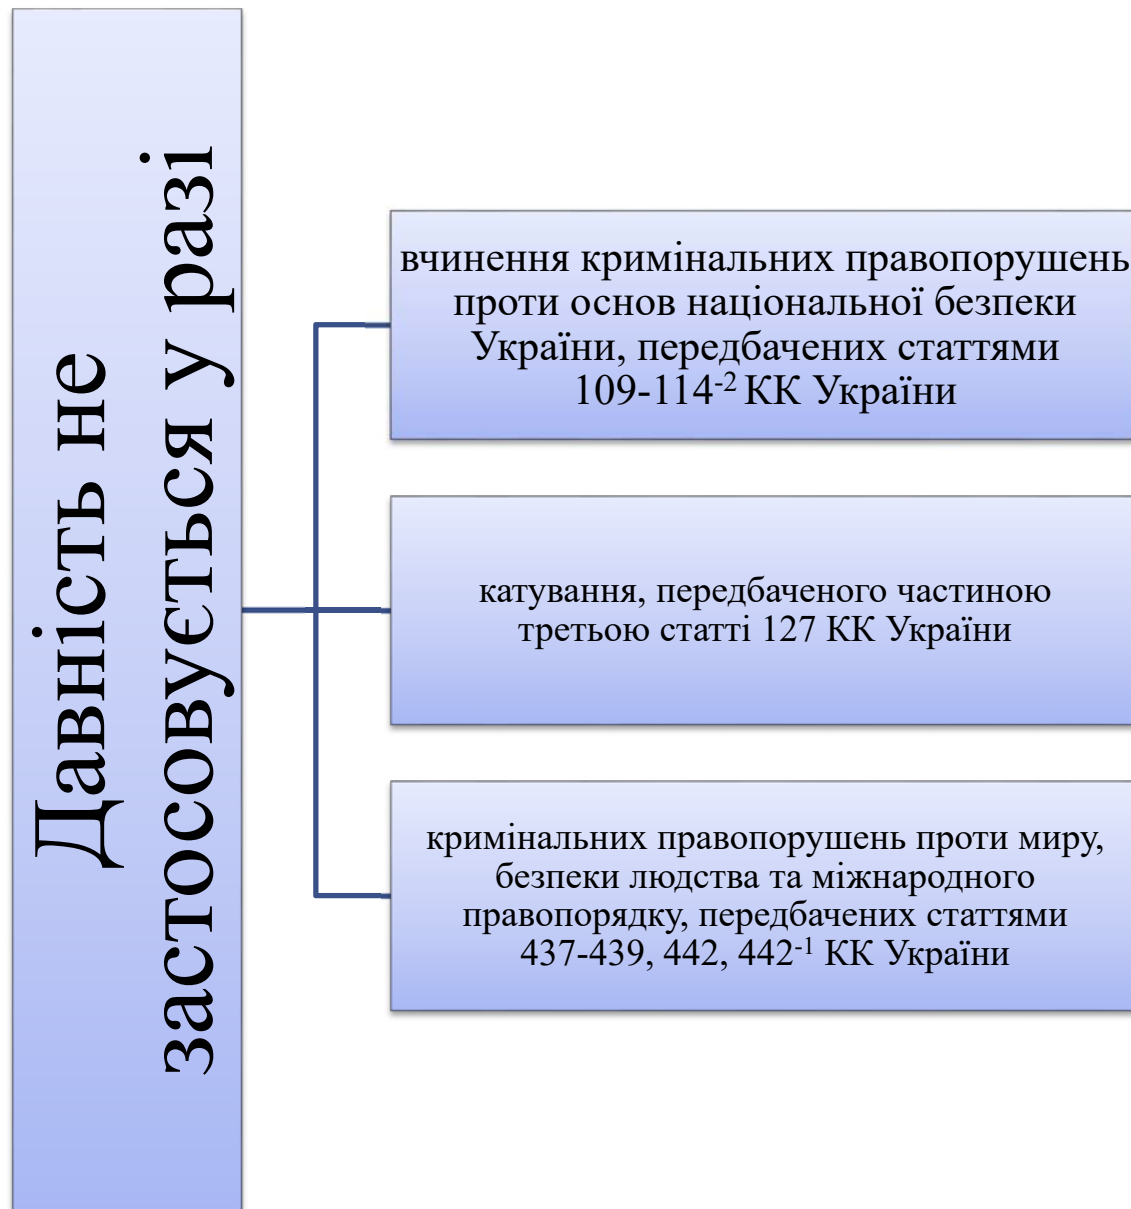 Давність не
застосовується у разі
вчинення кримінальних правопорушень
проти основ національної безпеки
України, передбачених статтями
109-114⁻² КК України
катування, передбаченого частиною
третьою статті 127 КК України
кримінальних правопорушень проти миру,
безпеки людства та міжнародного
правопорядку, передбачених статтями
437-439, 442, 442⁻¹ КК України